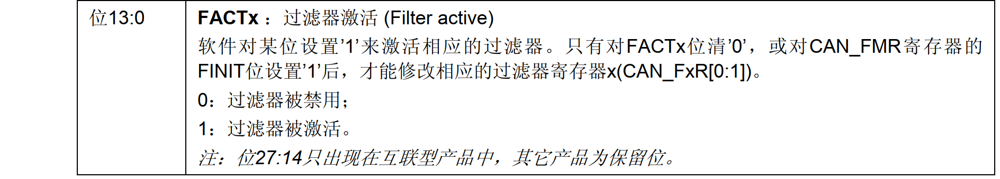 位13:0
FACTx ：过滤器激活 (Filter active)
软件对某位设置’1’来激活相应的过滤器。只有对FACTx位清’0’，或对CAN_FMR寄存器的
FINIT位设置’1’后，才能修改相应的过滤器寄存器x(CAN_FxR[0:1])。
0：过滤器被禁用；
1：过滤器被激活。
注：位27:14只出现在互联型产品中，其它产品为保留位。